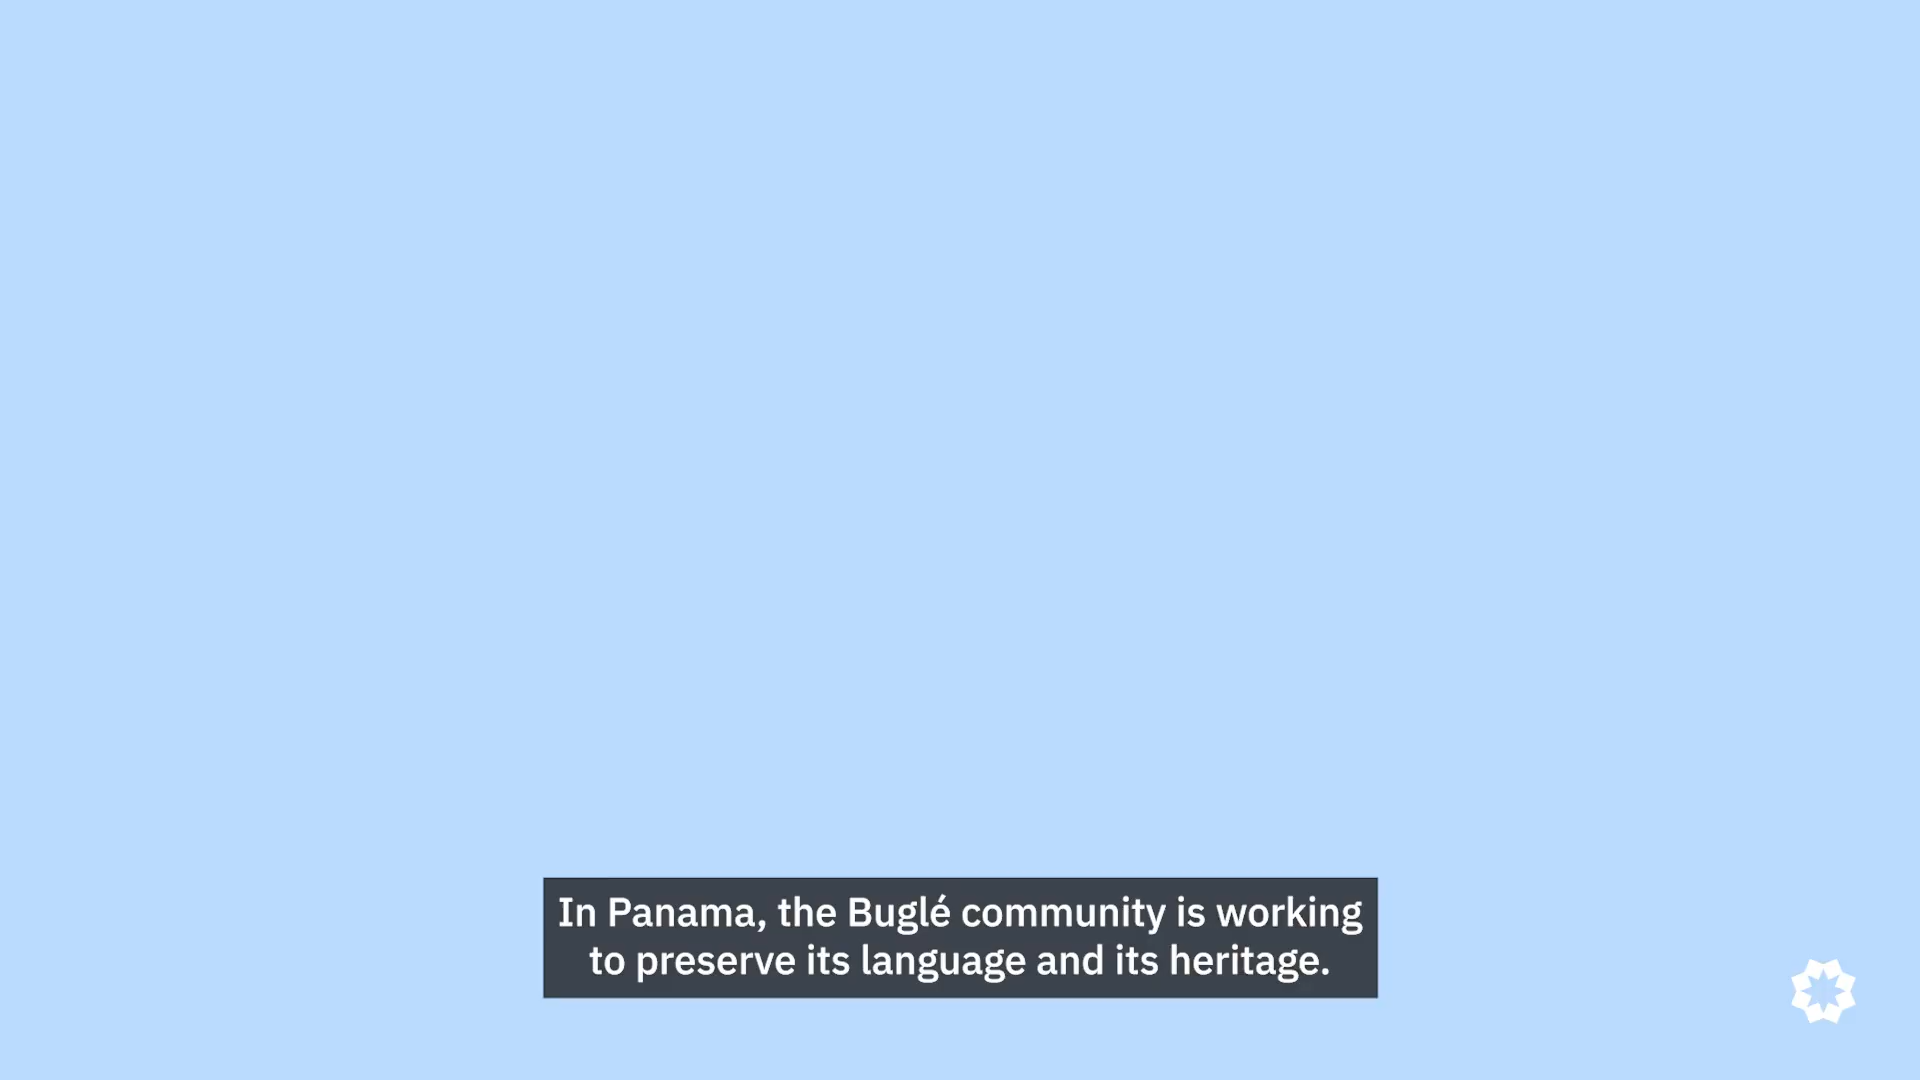 In Panama, the Buglé community is working
to preserve its language and its heritage.